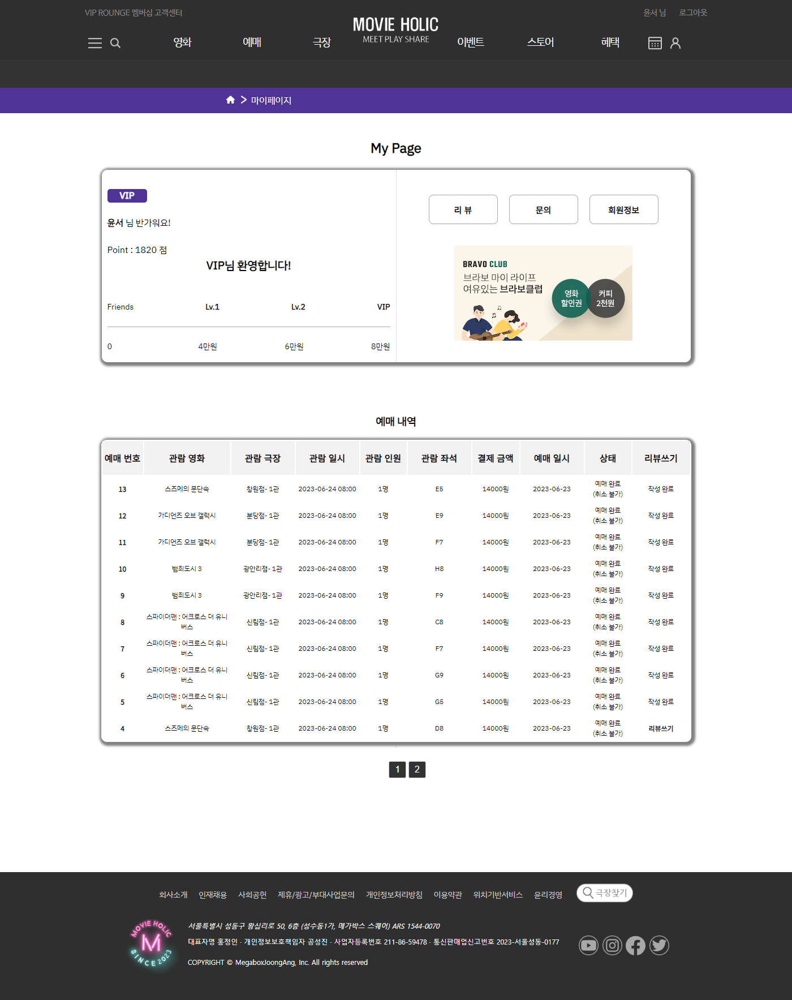 VIP ROUNGE 멤버십 고객센터
윤서 님 로그아웃
MOVIE HOLIC
MEET PLAY SHARE
영화 예매 극장 이벤트 스토어 혜택
> 마이페이지
My Page
VIP
윤서 님 반가워요!
Point : 1820 점
VIP님 환영합니다!
Friends Lv.1 Lv.2 VIP
0 4만원 6만원 8만원
리 뷰 문의 회원정보
BRAVO CLUB
브라보 마이 라이프
여유있는 브라보클럽
영화 할인권
커피 2천원
예매 내역
예매 번호 관람 영화 관람 극장 관람 일시 관람 인원 관람 좌석 결제 금액 예매 일시 상태 리뷰쓰기
13 스즈메의 문단속 창원점- 1관 2023-06-24 08:00 1명 E5 14000원 2023-06-23 예매 완료 (취소 불가) 작성 완료
12 가디언즈 오브 갤럭시 분당점- 1관 2023-06-24 08:00 1명 E9 14000원 2023-06-23 예매 완료 (취소 불가) 작성 완료
11 가디언즈 오브 갤럭시 분당점- 1관 2023-06-24 08:00 1명 F7 14000원 2023-06-23 예매 완료 (취소 불가) 작성 완료
10 범죄도시 3 광안리점- 1관 2023-06-24 08:00 1명 H8 14000원 2023-06-23 예매 완료 (취소 불가) 작성 완료
9 범죄도시 3 광안리점- 1관 2023-06-24 08:00 1명 F9 14000원 2023-06-23 예매 완료 (취소 불가) 작성 완료
8 스파이더맨 : 어크로스 더 유니버스 신림점- 1관 2023-06-24 08:00 1명 C8 14000원 2023-06-23 예매 완료 (취소 불가) 작성 완료
7 스파이더맨 : 어크로스 더 유니버스 신림점- 1관 2023-06-24 08:00 1명 F7 14000원 2023-06-23 예매 완료 (취소 불가) 작성 완료
6 스파이더맨 : 어크로스 더 유니버스 신림점- 1관 2023-06-24 08:00 1명 G9 14000원 2023-06-23 예매 완료 (취소 불가) 작성 완료
5 스파이더맨 : 어크로스 더 유니버스 신림점- 1관 2023-06-24 08:00 1명 G5 14000원 2023-06-23 예매 완료 (취소 불가) 작성 완료
4 스즈메의 문단속 창원점- 1관 2023-06-24 08:00 1명 D8 14000원 2023-06-23 예매 완료 (취소 불가) 리뷰쓰기
1 2
회사소개 인재채용 사회공헌 제휴/광고/부대사업문의 개인정보처리방침 이용약관 위치기반서비스 윤리경영 극장찾기
MOVIE HOLIC
M
SINCE 2023
서울특별시 성동구 왕십리로 50, 6층 (성수동1가, 메가박스 스퀘어) ARS 1544-0070
대표자명 홍정인 · 개인정보보호책임자 공성진 · 사업자등록번호 211-86-59478 · 통신판매업신고번호 2023-서울성동-0177
COPYRIGHT © MegaboxJoongAng, Inc. All rights reserved